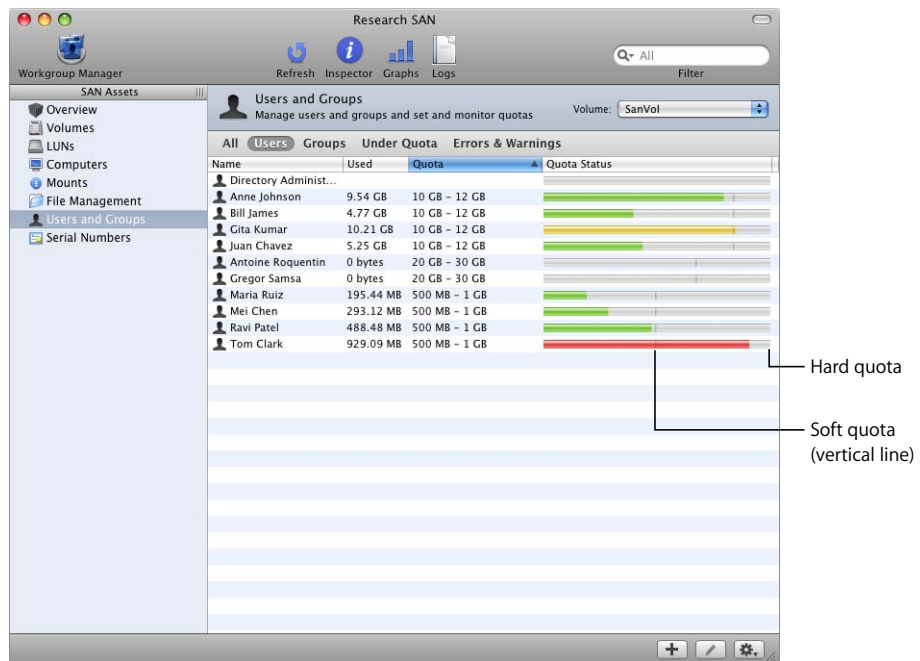 Research SAN
Workgroup Manager
Refresh Inspector Graphs Logs
All
Filter
SAN Assets
Overview
Volumes
LUNs
Computers
Mounts
File Management
Users and Groups
Serial Numbers
Users and Groups
Manage users and groups and set and monitor quotas
Volume: SanVol
All Users Groups Under Quota Errors & Warnings
Name Used Quota Quota Status
Directory Administ...
Anne Johnson 9.54 GB 10 GB – 12 GB
Bill James 4.77 GB 10 GB – 12 GB
Gita Kumar 10.21 GB 10 GB – 12 GB
Juan Chavez 5.25 GB 10 GB – 12 GB
Antoine Roquentin 0 bytes 20 GB – 30 GB
Gregor Samsa 0 bytes 20 GB – 30 GB
Maria Ruiz 195.44 MB 500 MB – 1 GB
Mei Chen 293.12 MB 500 MB – 1 GB
Ravi Patel 488.48 MB 500 MB – 1 GB
Tom Clark 929.09 MB 500 MB – 1 GB
Hard quota
Soft quota
(vertical line)